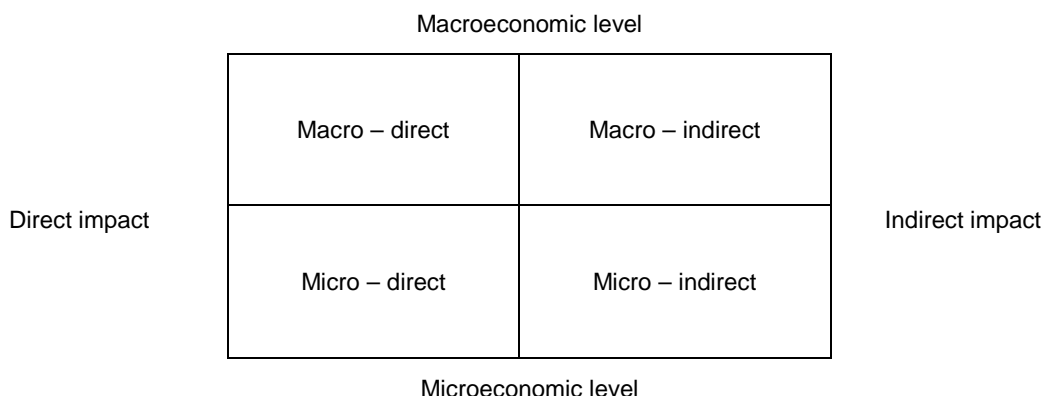 Macroeconomic level
Macro – direct
Macro – indirect
Direct impact
Indirect impact
Micro – direct
Micro – indirect
Microeconomic level